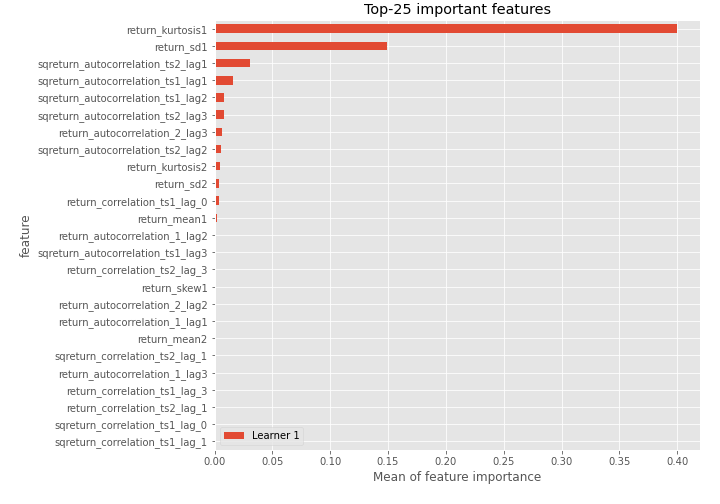 Top-25 important features
return_kurtosis1
return_sd1
sqreturn_autocorrelation_ts2_lag1
sqreturn_autocorrelation_ts1_lag1
sqreturn_autocorrelation_ts1_lag2
sqreturn_autocorrelation_ts2_lag3
return_autocorrelation_2_lag3
sqreturn_autocorrelation_ts2_lag2
return_kurtosis2
return_sd2
return_correlation_ts1_lag_0
return_mean1
return_autocorrelation_1_lag2
sqreturn_autocorrelation_ts1_lag3
return_correlation_ts2_lag_3
return_skew1
return_autocorrelation_2_lag2
return_autocorrelation_1_lag1
return_mean2
sqreturn_correlation_ts2_lag_1
return_autocorrelation_1_lag3
return_correlation_ts1_lag_3
return_correlation_ts2_lag_1
sqreturn_correlation_ts1_lag_0
sqreturn_correlation_ts1_lag_1
feature
Learner 1
0.00 0.05 0.10 0.15 0.20 0.25 0.30 0.35 0.40
Mean of feature importance